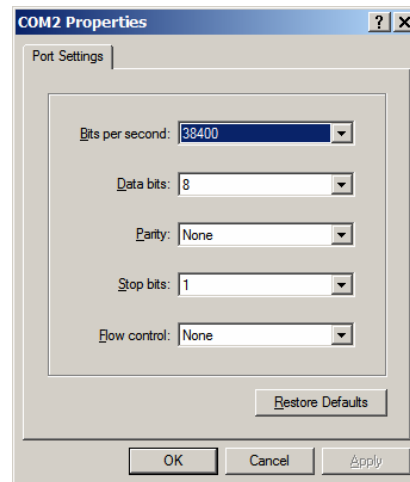 COM2 Properties ? X
Port Settings
Bits per second: 38400
Data bits: 8
Parity: None
Stop bits: 1
Flow control: None
Restore Defaults
OK Cancel Apply